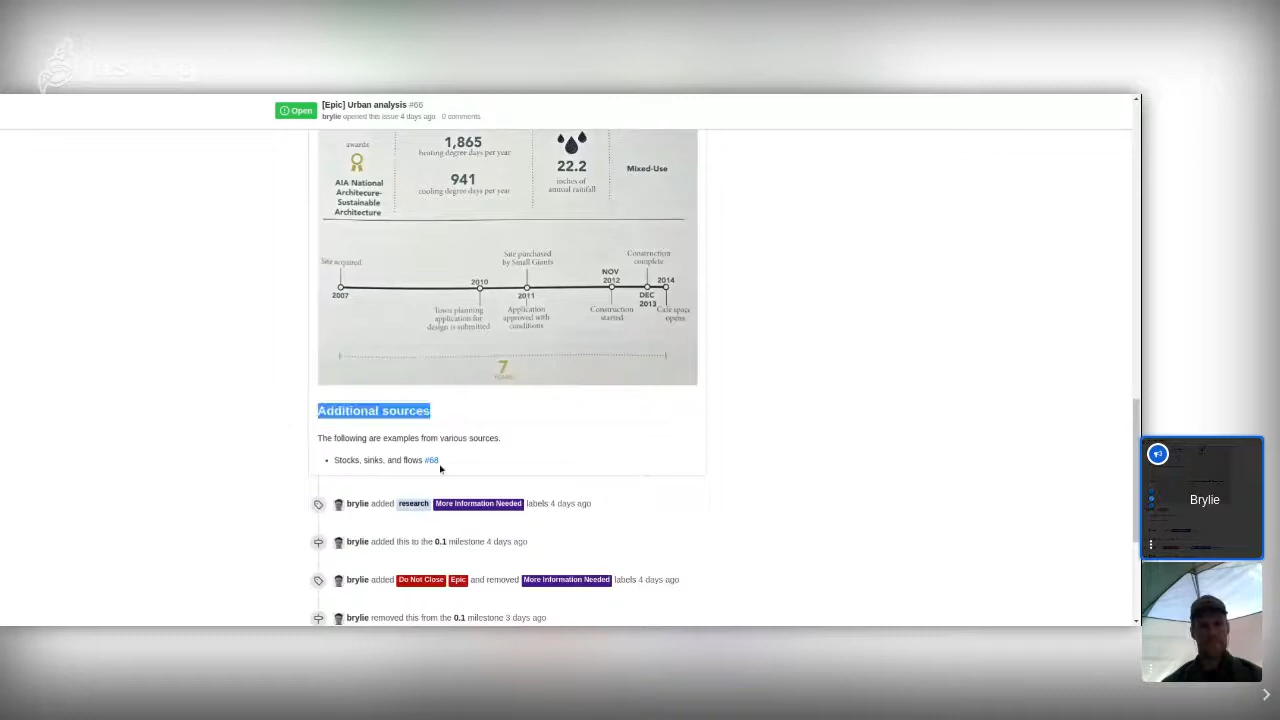 Open
[Epic] Urban analysis #66
brylie opened this issue 4 days ago · 0 comments
awards
AIA National
Architecure-
Sustainable
Architecture
1,865
heating degree days per year
941
cooling degree days per year
22.2
inches of
annual rainfall
Mixed-Use
Site acquired
2007
2010
Town planning
application for
design is submitted
Site purchased
by Small Giants
2011
Application
approved with
conditions
NOV
2012
Construction
started
Construction
complete
DEC
2013
2014
Cafe space
opens
7
YEARS
Additional sources
The following are examples from various sources.
• Stocks, sinks, and flows #68
brylie added research More Information Needed labels 4 days ago
brylie added this to the 0.1 milestone 4 days ago
brylie added Do Not Close Epic and removed More Information Needed labels 4 days ago
brylie removed this from the 0.1 milestone 3 days ago
Brylie